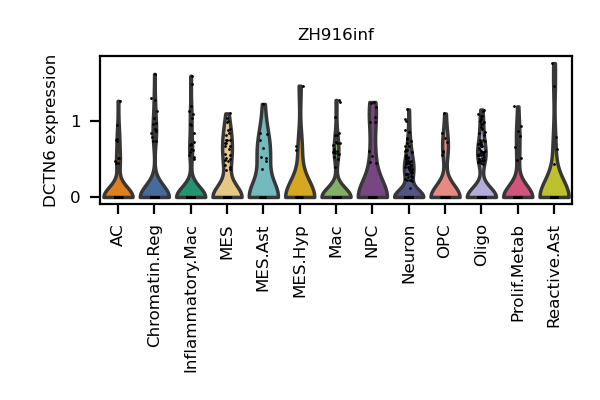 ZH916inf
DCTN6 expression
1
0
AC
Chromatin.Reg
Inflammatory.Mac
MES
MES.Ast
MES.Hyp
Mac
NPC
Neuron
OPC
Oligo
Prolif.Metab
Reactive.Ast